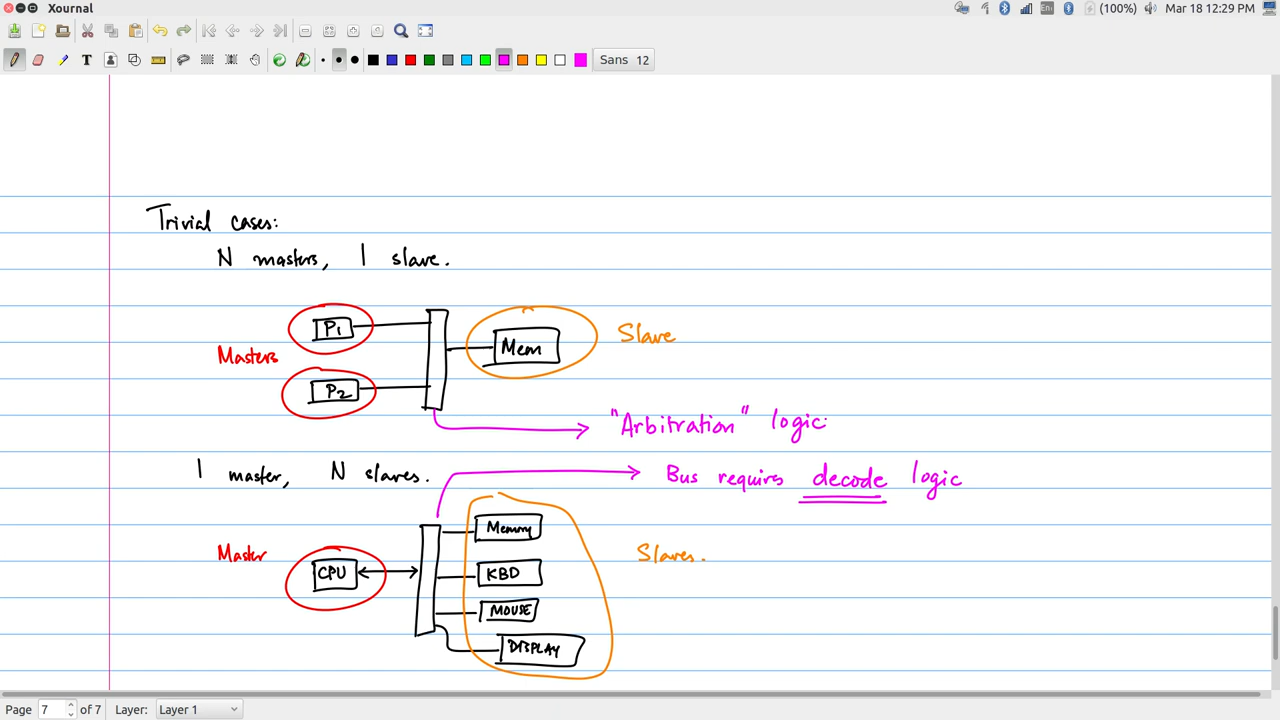 Xournal
(100%)
Mar 18 12:29 PM
Sans 12
Trivial cases:
N masters, 1 slave.
P1
Mem
Slave
Masters
P2
"Arbitration" logic
1 master, N slaves.
Bus requires decode logic
Memory
Master
CPU
KBD
Slaves.
MOUSE
DISPLAY
Page 7 of 7 Layer: Layer 1